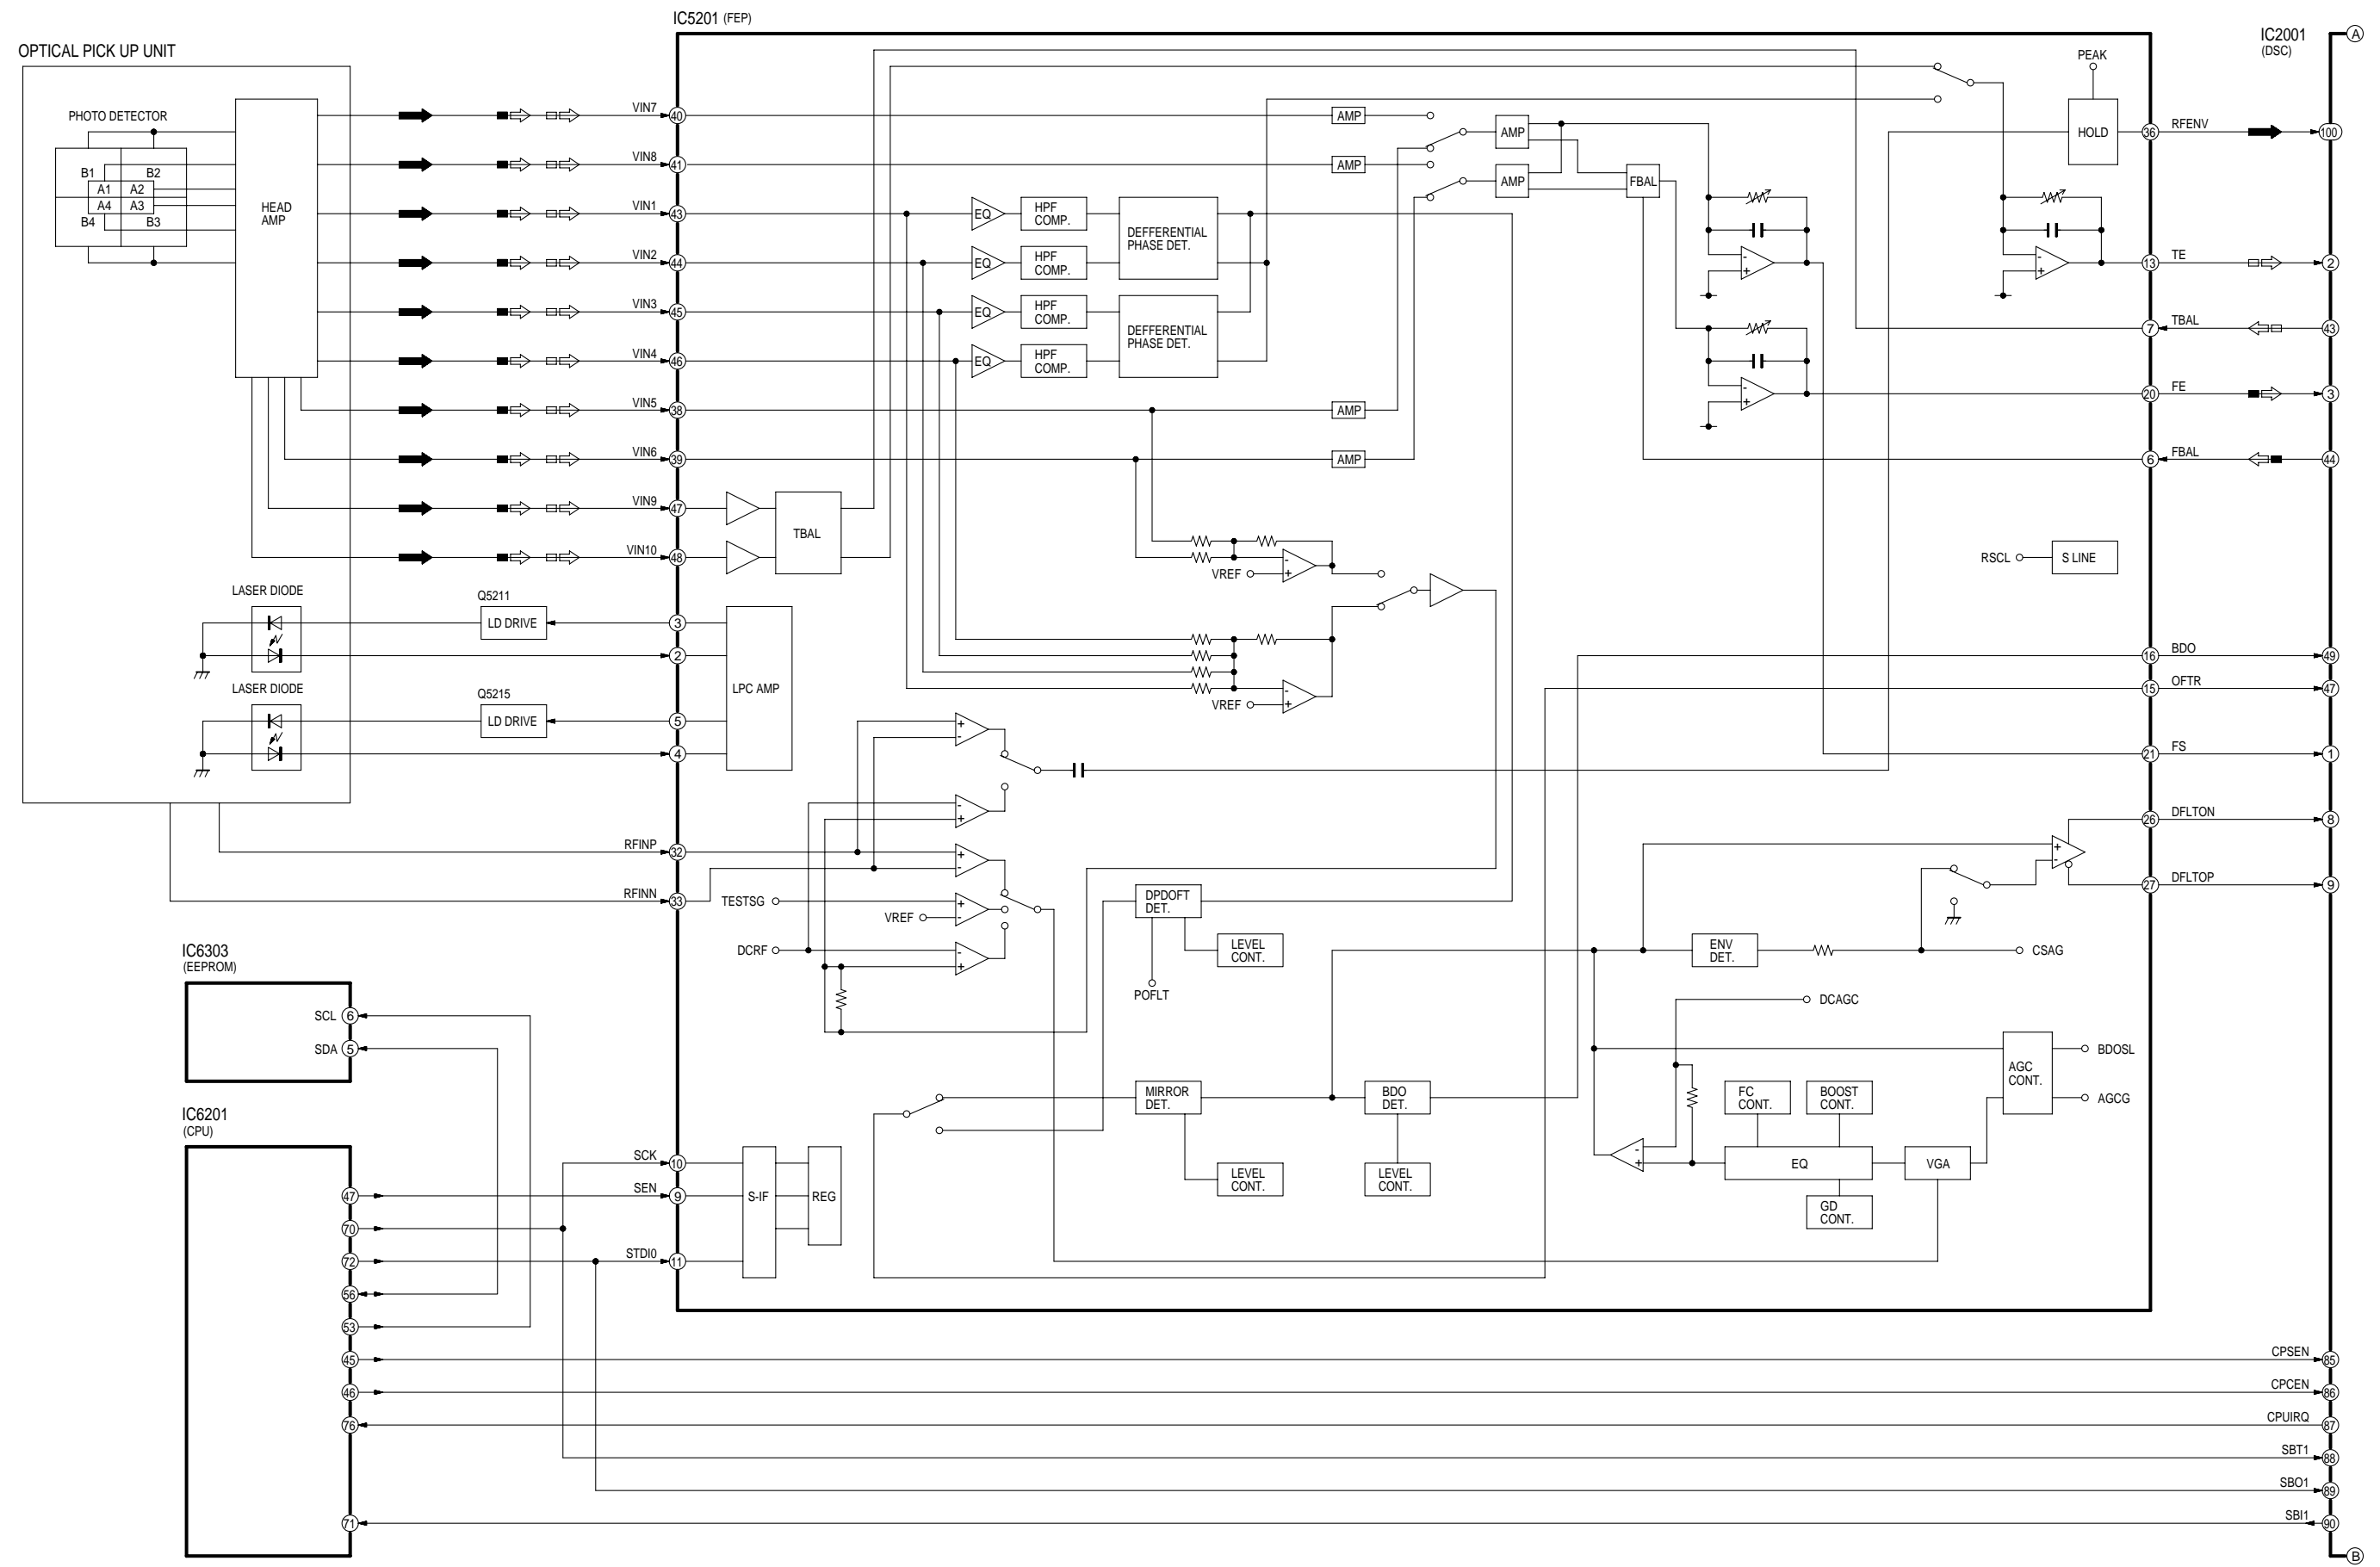 IC5201 (FEP)
IC2001
(DSC)
A
OPTICAL PICK UP UNIT
PEAK
PHOTO DETECTOR
B1 B2
A1 A2
A4 A3
B4 B3
HEAD
AMP
VIN7 40
VIN8 41
VIN1 43
VIN2 44
VIN3 45
VIN4 46
VIN5 38
VIN6 39
VIN9 47
VIN10 48
AMP
AMP
AMP
AMP
AMP
AMP
FBAL
HOLD
EQ
HPF
COMP.
EQ
HPF
COMP.
EQ
HPF
COMP.
EQ
HPF
COMP.
DEFFERENTIAL
PHASE DET.
DEFFERENTIAL
PHASE DET.
- +
- +
- +
36 RFENV 100
13 TE 2
7 TBAL 43
20 FE 3
6 FBAL 44
TBAL
VREF
- +
RSCL
S LINE
LASER DIODE
Q5211
LD DRIVE
3
2
LASER DIODE
Q5215
LD DRIVE
5
4
LPC AMP
VREF
- +
16 BDO 49
15 OFTR 47
21 FS 1
26 DFLTON 8
27 DFLTOP 9
+ -
- +
RFINP 32
RFINN 33
+ -
TESTSG
VREF
+ -
DCRF
- +
DPDOFT
DET.
LEVEL
CONT.
POFLT
+ -
ENV
DET.
CSAG
DCAGC
IC6303
(EEPROM)
SCL 6
SDA 5
BDOSL
AGC
CONT.
AGCG
MIRROR
DET.
BDO
DET.
FC
CONT.
BOOST
CONT.
LEVEL
CONT.
LEVEL
CONT.
- +
EQ
VGA
GD
CONT.
IC6201
(CPU)
SCK 10
SEN 9
STDI0 11
S-IF
REG
47
70
72
56
53
45
46
76
71
CPSEN 85
CPCEN 86
CPUIRQ 87
SBT1 88
SBO1 89
SBI1 90
B